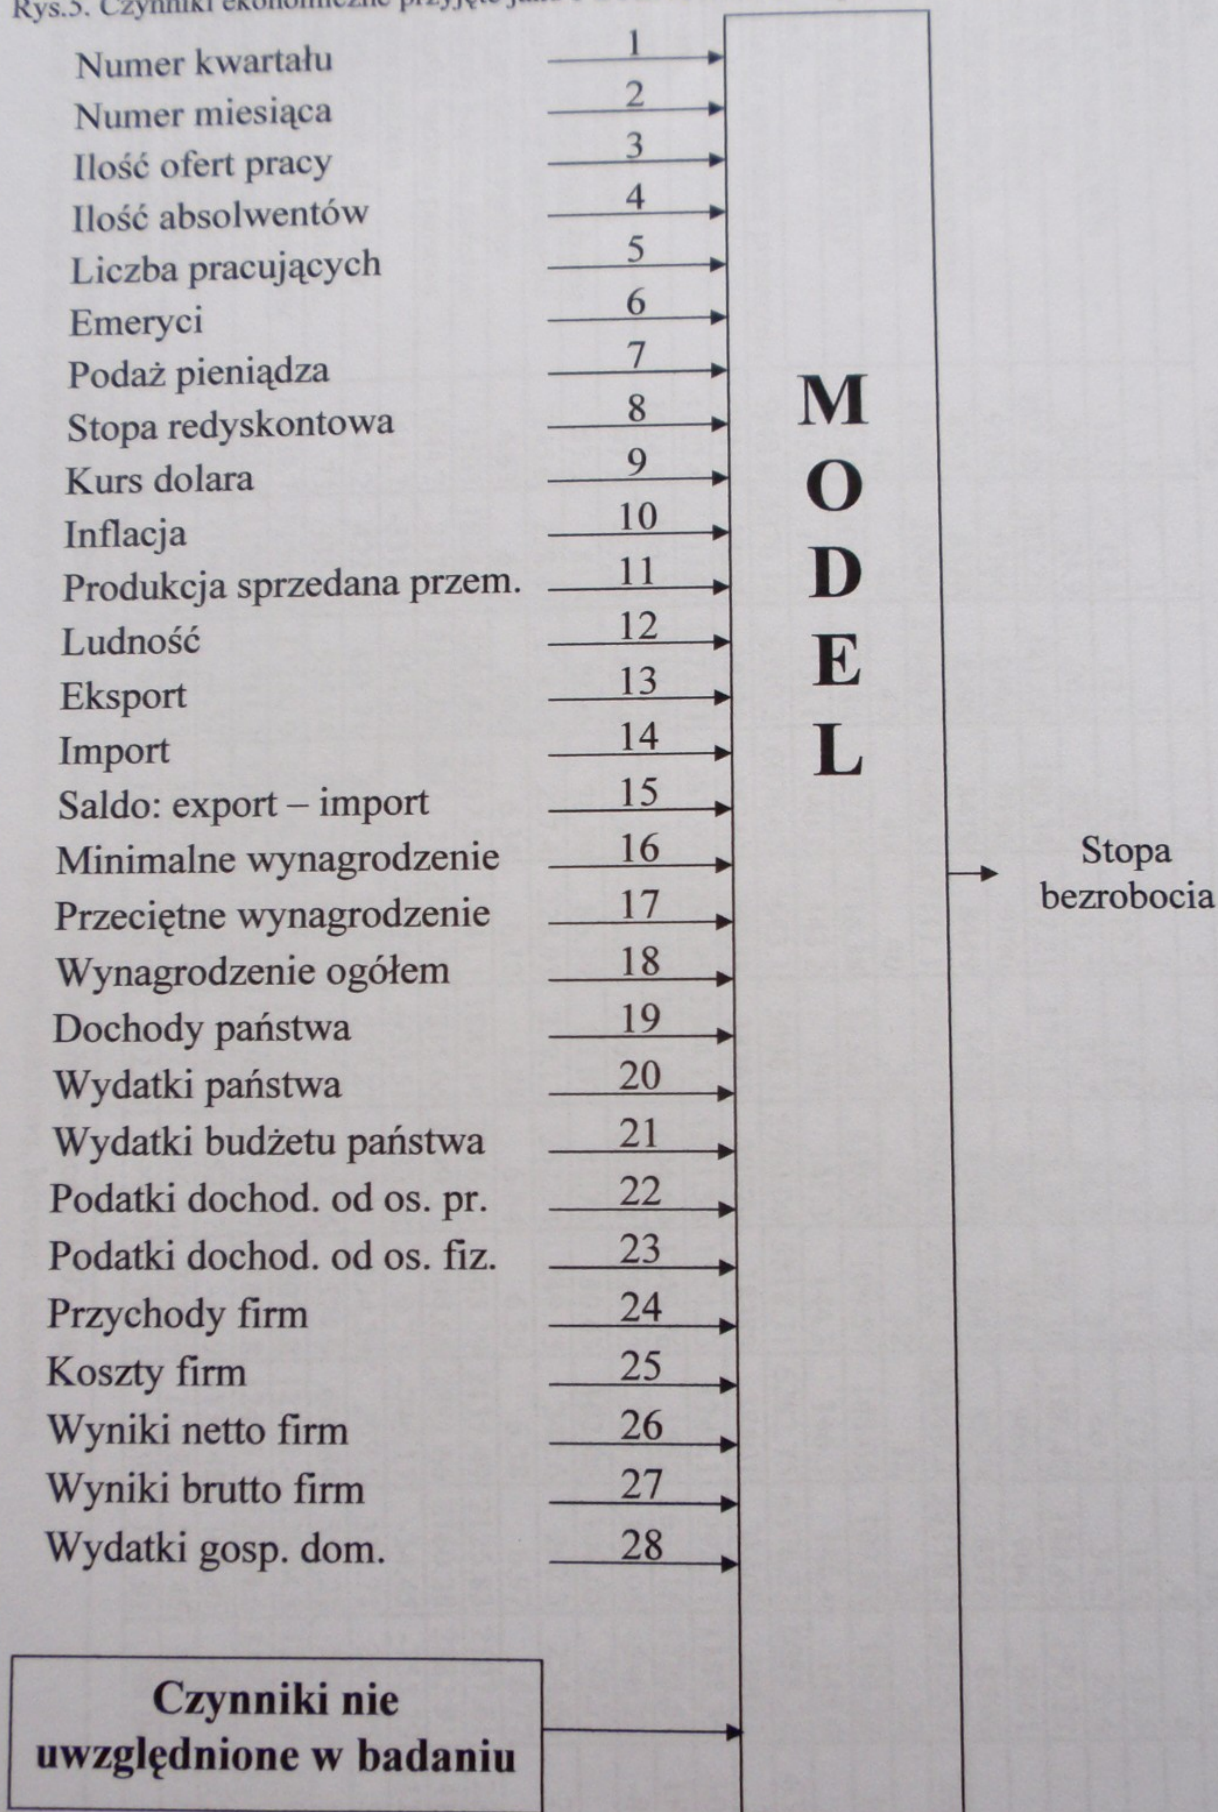 Rys.5. Czynniki ekonomiczne przyjęte
Numer kwartału 1
Numer miesiąca 2
Ilość ofert pracy 3
Ilość absolwentów 4
Liczba pracujących 5
Emeryci 6
Podaż pieniądza 7
Stopa redyskontowa 8
Kurs dolara 9
Inflacja 10
Produkcja sprzedana przem. 11
Ludność 12
Eksport 13
Import 14
Saldo: export – import 15
Minimalne wynagrodzenie 16
Przeciętne wynagrodzenie 17
Wynagrodzenie ogółem 18
Dochody państwa 19
Wydatki państwa 20
Wydatki budżetu państwa 21
Podatki dochod. od os. pr. 22
Podatki dochod. od os. fiz. 23
Przychody firm 24
Koszty firm 25
Wyniki netto firm 26
Wyniki brutto firm 27
Wydatki gosp. dom. 28
Czynniki nie
uwzględnione w badaniu
M
O
D
E
L
Stopa
bezrobocia